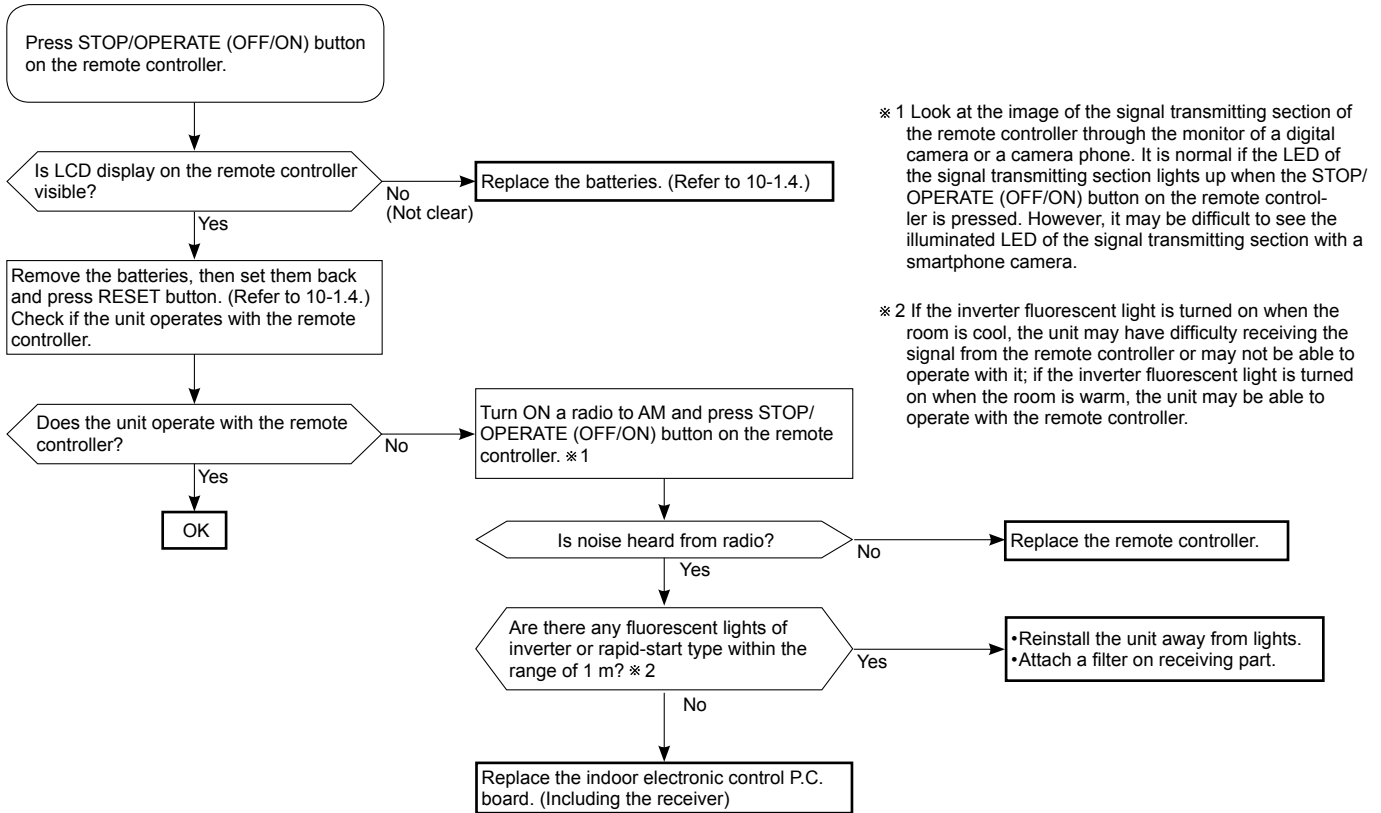 Press STOP/OPERATE (OFF/ON) button
on the remote controller.
Is LCD display on the remote controller
visible?
No
(Not clear)
Replace the batteries. (Refer to 10-1.4.)
Yes
Remove the batteries, then set them back
and press RESET button. (Refer to 10-1.4.)
Check if the unit operates with the remote
controller.
Does the unit operate with the remote
controller?
No
Yes
OK
Turn ON a radio to AM and press STOP/
OPERATE (OFF/ON) button on the remote
controller. ※1
Is noise heard from radio?
No
Replace the remote controller.
Yes
Are there any fluorescent lights of
inverter or rapid-start type within the
range of 1 m? ※2
Yes
•Reinstall the unit away from lights.
•Attach a filter on receiving part.
No
Replace the indoor electronic control P.C.
board. (Including the receiver)
※1 Look at the image of the signal transmitting section of
the remote controller through the monitor of a digital
camera or a camera phone. It is normal if the LED of
the signal transmitting section lights up when the STOP/
OPERATE (OFF/ON) button on the remote control-
ler is pressed. However, it may be difficult to see the
illuminated LED of the signal transmitting section with a
smartphone camera.
※2 If the inverter fluorescent light is turned on when the
room is cool, the unit may have difficulty receiving the
signal from the remote controller or may not be able to
operate with it; if the inverter fluorescent light is turned
on when the room is warm, the unit may be able to
operate with the remote controller.